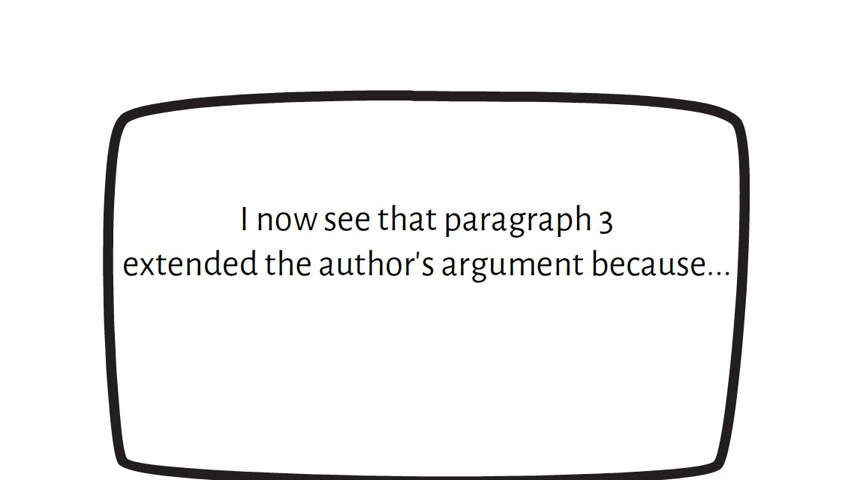 I now see that paragraph 3
extended the author's argument because...